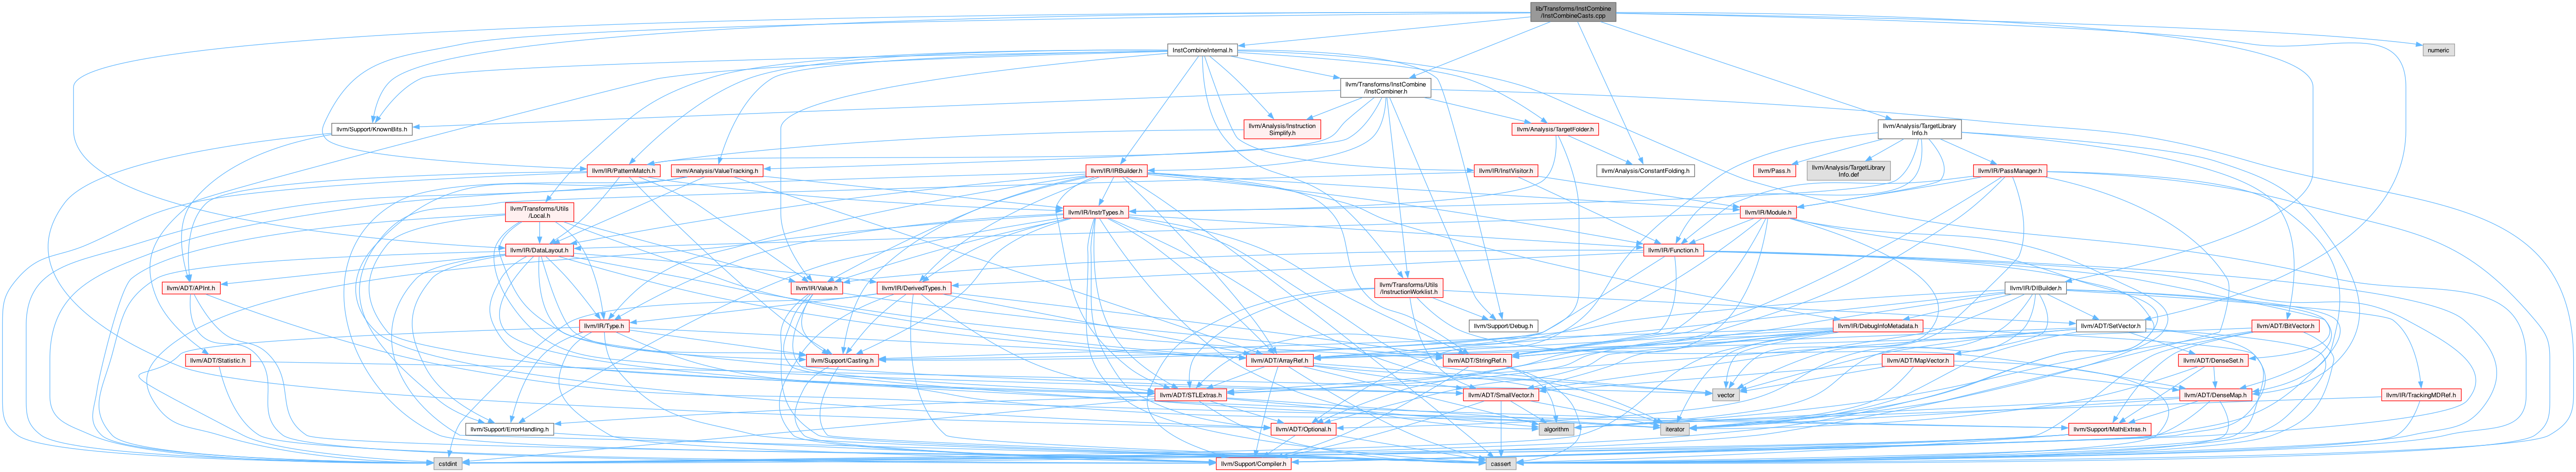 lib/Transforms/InstCombine
/InstCombineCasts.cpp
InstCombineInternal.h
numeric
llvm/Transforms/InstCombine
/InstCombiner.h
llvm/Support/KnownBits.h
llvm/Analysis/Instruction
Simplify.h
llvm/Analysis/TargetFolder.h
llvm/Analysis/TargetLibrary
Info.h
llvm/IR/PatternMatch.h
llvm/Analysis/ValueTracking.h
llvm/IR/IRBuilder.h
llvm/IR/InstVisitor.h
llvm/Analysis/ConstantFolding.h
llvm/Pass.h
llvm/Analysis/TargetLibrary
Info.def
llvm/IR/PassManager.h
llvm/Transforms/Utils
/Local.h
llvm/IR/InstrTypes.h
llvm/IR/Module.h
llvm/IR/DataLayout.h
llvm/IR/Function.h
llvm/ADT/APInt.h
llvm/IR/Value.h
llvm/IR/DerivedTypes.h
llvm/Transforms/Utils
/InstructionWorklist.h
llvm/IR/DIBuilder.h
llvm/IR/Type.h
llvm/Support/Debug.h
llvm/IR/DebugInfoMetadata.h
llvm/ADT/SetVector.h
llvm/ADT/BitVector.h
llvm/ADT/Statistic.h
llvm/Support/Casting.h
llvm/ADT/ArrayRef.h
llvm/ADT/StringRef.h
llvm/ADT/MapVector.h
llvm/ADT/DenseSet.h
llvm/ADT/STLExtras.h
llvm/ADT/SmallVector.h
vector
llvm/ADT/DenseMap.h
llvm/IR/TrackingMDRef.h
llvm/Support/ErrorHandling.h
llvm/ADT/Optional.h
algorithm
iterator
llvm/Support/MathExtras.h
cstdint
llvm/Support/Compiler.h
cassert